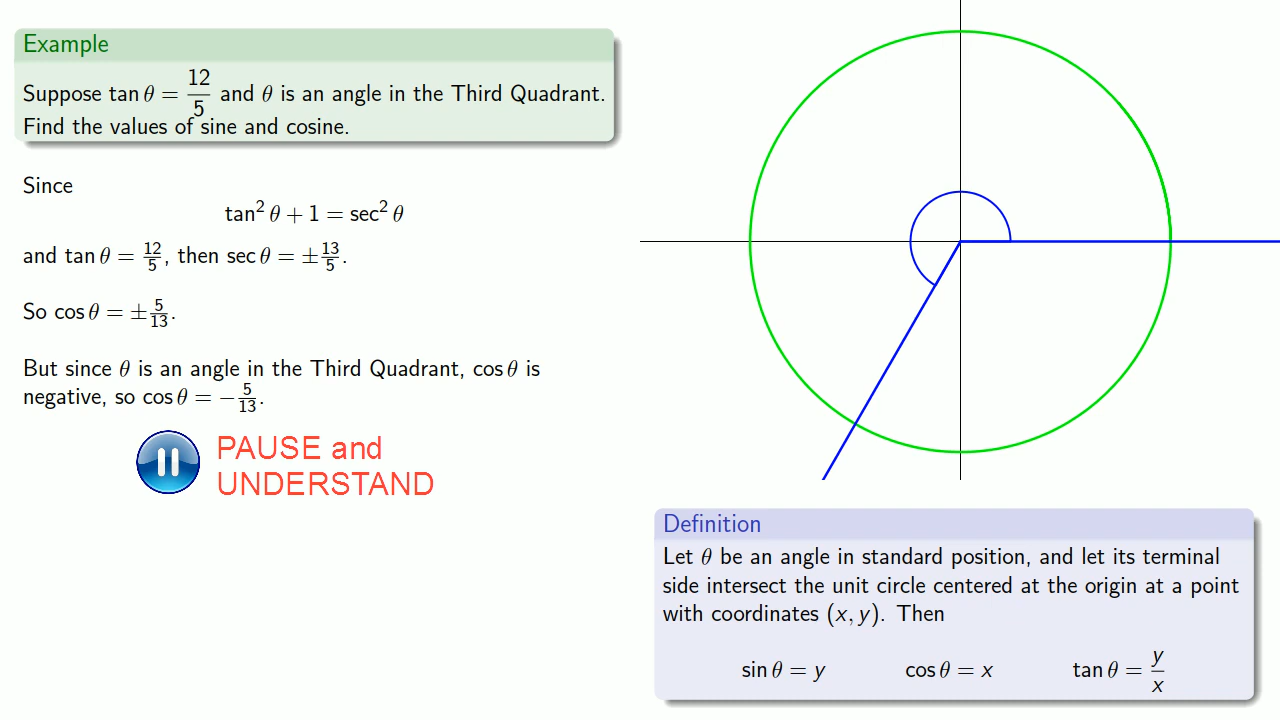 Example
Suppose tan θ = 12/5 and θ is an angle in the Third Quadrant.
Find the values of sine and cosine.
Since
tan² θ + 1 = sec² θ
and tan θ = 12/5, then sec θ = ±13/5.
So cos θ = ±5/13.
But since θ is an angle in the Third Quadrant, cos θ is
negative, so cos θ = −5/13.
PAUSE and
UNDERSTAND
Definition
Let θ be an angle in standard position, and let its terminal
side intersect the unit circle centered at the origin at a point
with coordinates (x, y). Then
sin θ = y cos θ = x tan θ = y/x